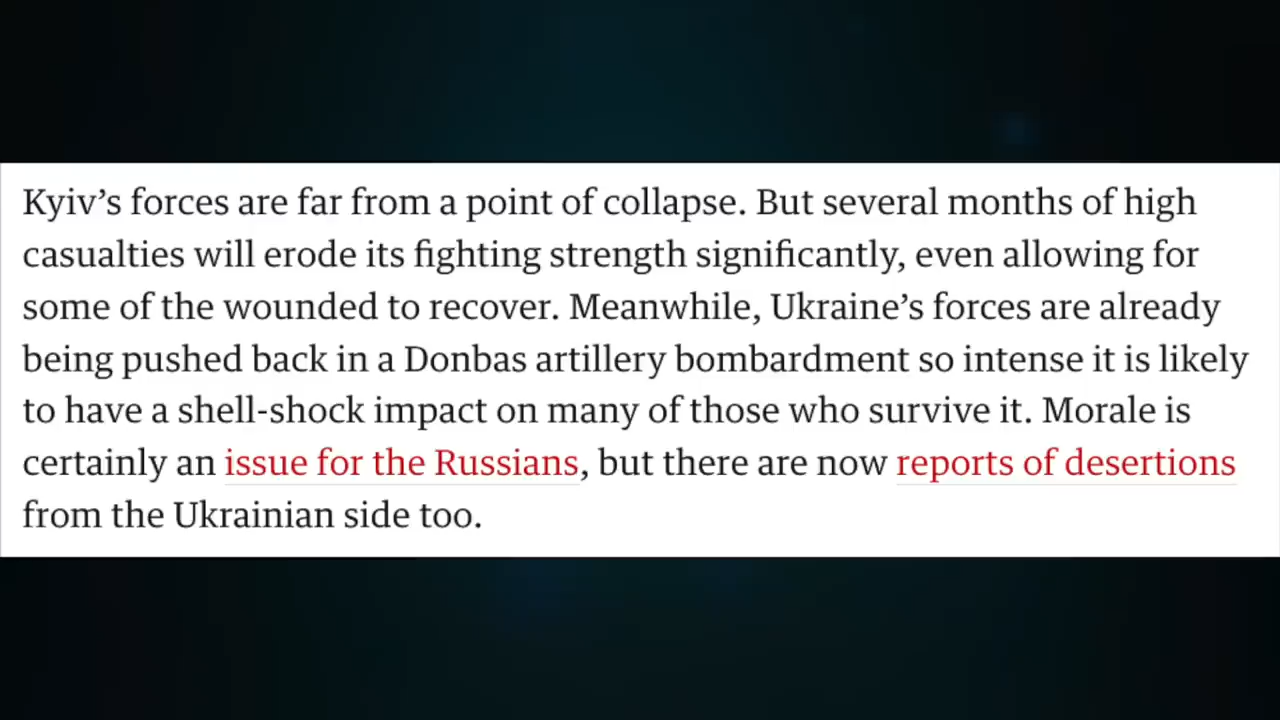 Kyiv’s forces are far from a point of collapse. But several months of high
casualties will erode its fighting strength significantly, even allowing for
some of the wounded to recover. Meanwhile, Ukraine’s forces are already
being pushed back in a Donbas artillery bombardment so intense it is likely
to have a shell-shock impact on many of those who survive it. Morale is
certainly an issue for the Russians, but there are now reports of desertions
from the Ukrainian side too.